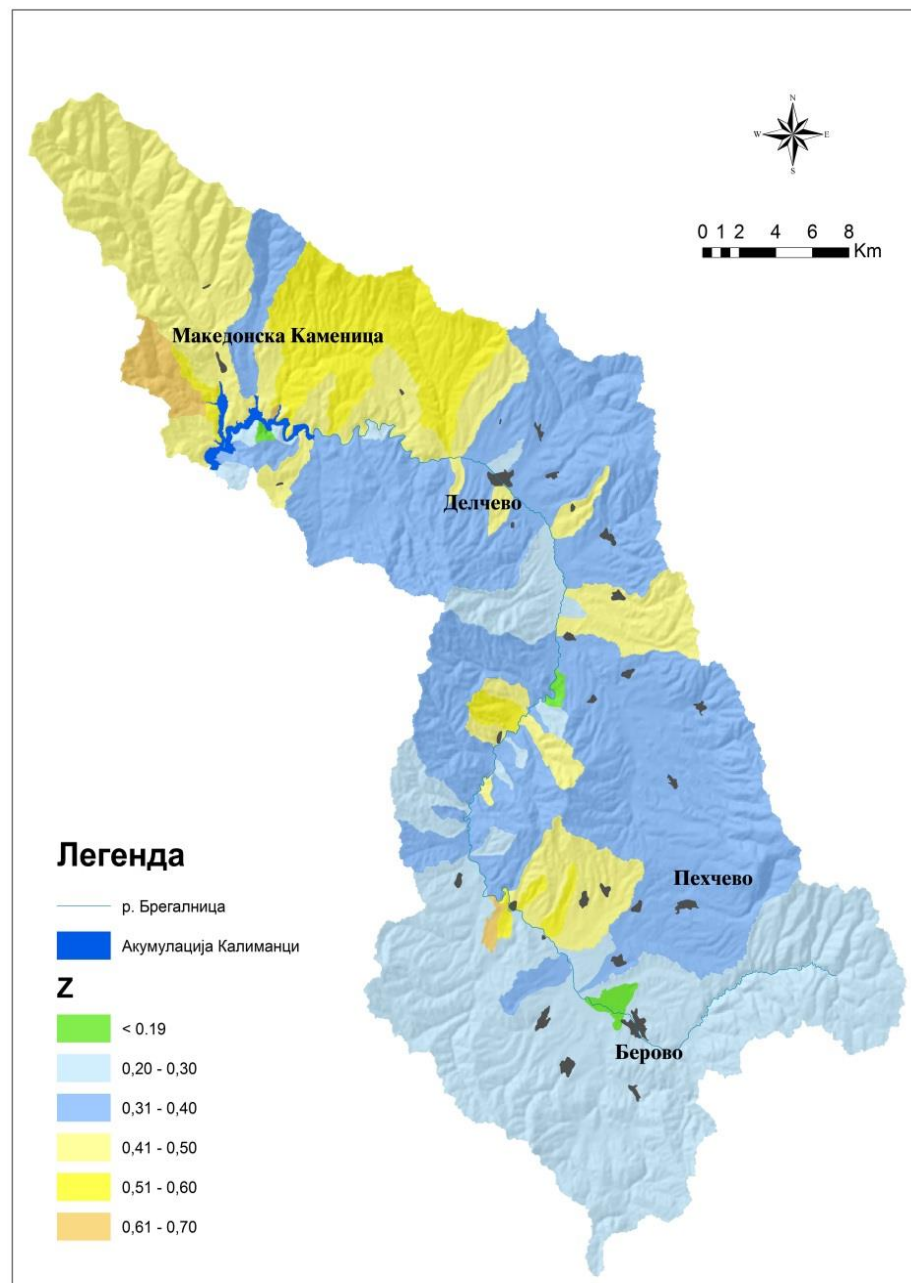 N
W E
S
0 1 2 4 6 8
Km
Македонска Каменица
Делчево
Пехчево
Берово
Легенда
р. Брегалница
Акумулација Калиманци
Z
< 0.19
0,20 - 0,30
0,31 - 0,40
0,41 - 0,50
0,51 - 0,60
0,61 - 0,70